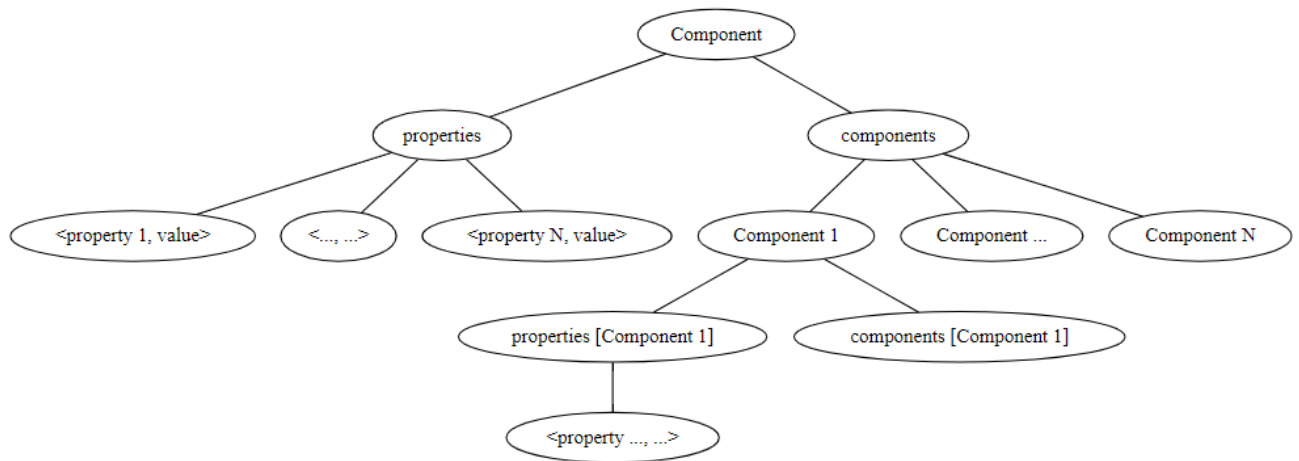 Component
properties
components
<property 1, value>
<..., ...>
<property N, value>
Component 1
Component ...
Component N
properties [Component 1]
components [Component 1]
<property ..., ...>